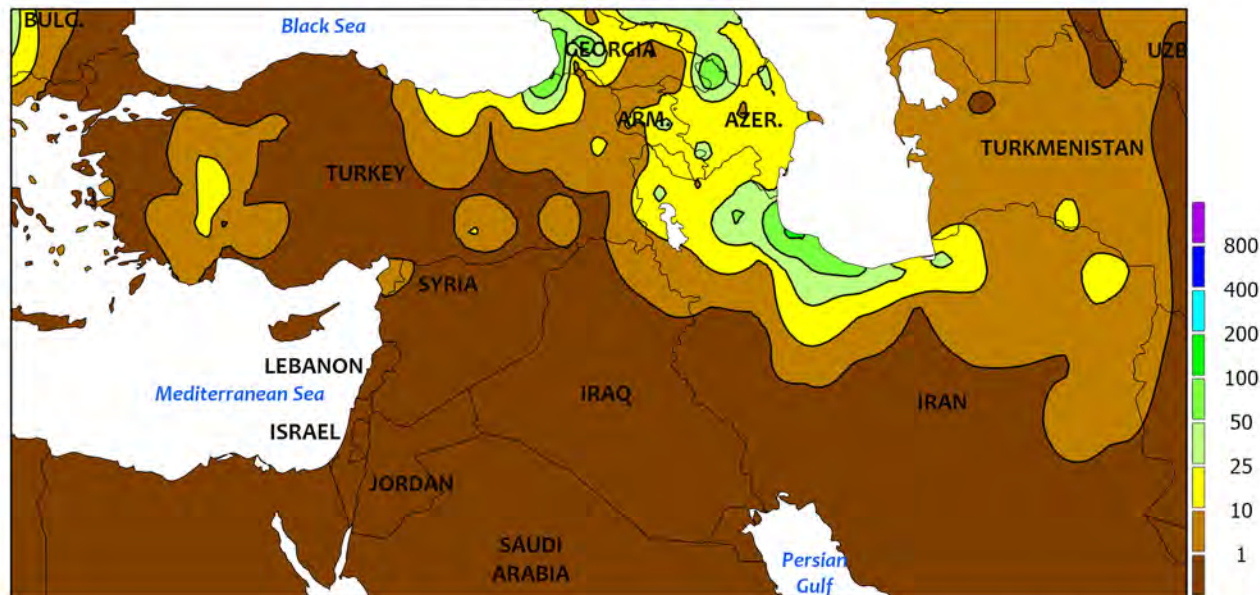 BULC.
Black Sea
GEORGIA
UZB
ARM.
AZER.
TURKMENISTAN
TURKEY
SYRIA
LEBANON
Mediterranean Sea
ISRAEL
IRAQ
IRAN
JORDAN
SAUDI
ARABIA
Persian
Gulf
800
400
200
100
50
25
10
1